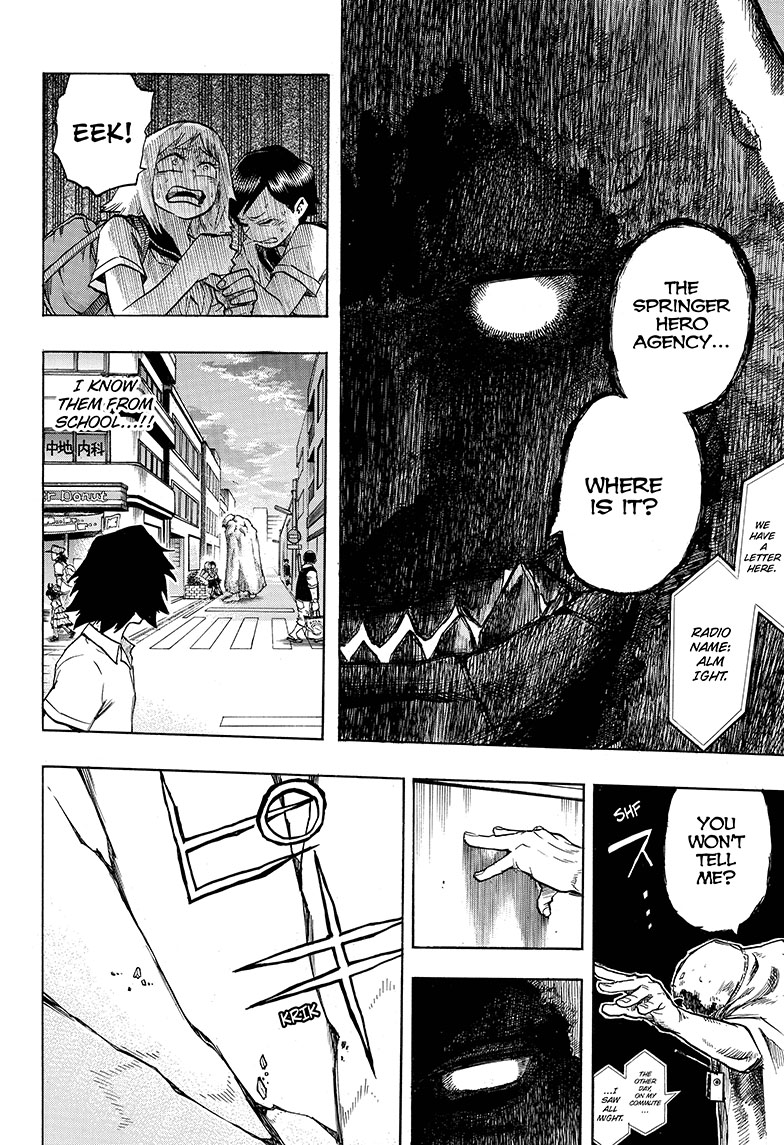 THE
SPRINGER
HERO
AGENCY...
WHERE
IS IT?
WE
HAVE
A
LETTER
HERE.
RADIO
NAME:
ALM
IGHT.
EEK!
I KNOW
THEM FROM
SCHOOL...!!
中地内科
Donut
YOU
WON'T
TELL
ME?
SHF
ス
THE
OTHER
DAY,
ON MY
COMMUTE
...
...I
SAW
ALL
MIGHT.
KRIK